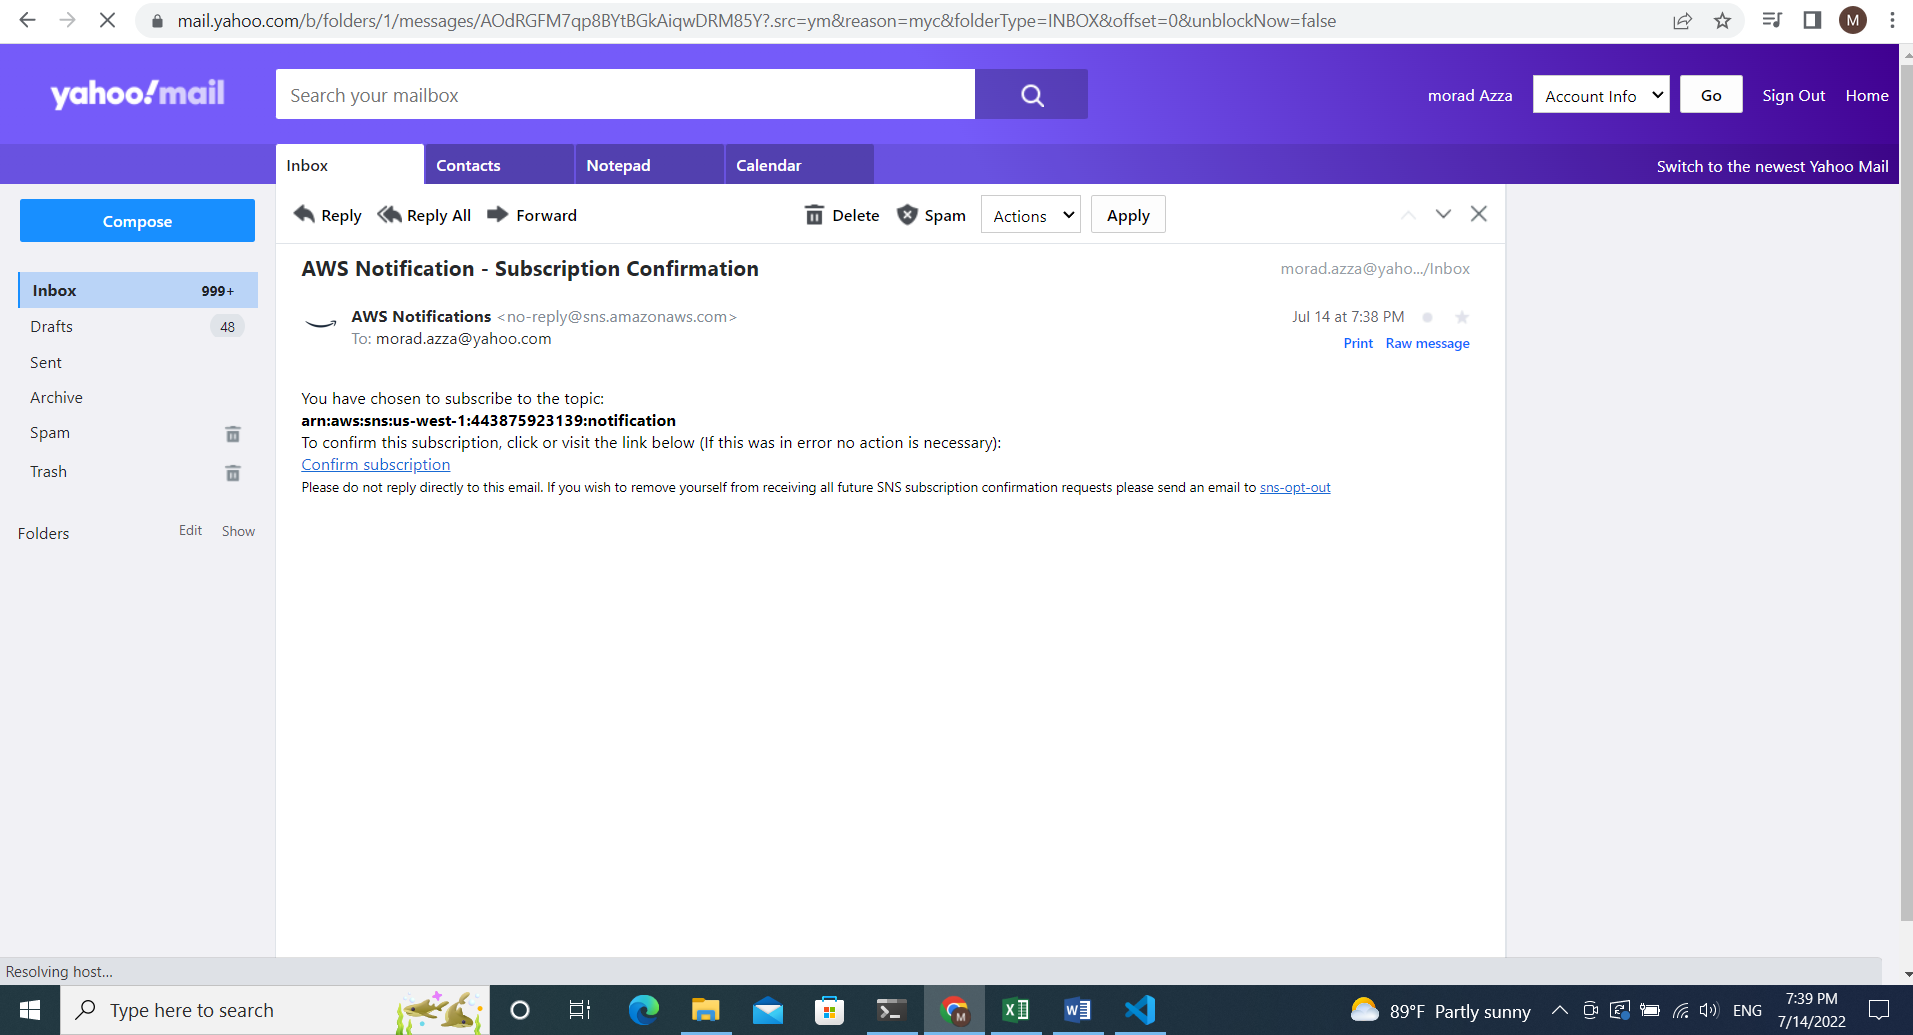 mail.yahoo.com/b/folders/1/messages/AOdRGFM7qp8BYtBGkAiqwDRM85Y?.src=ym&reason=myc&folderType=INBOX&offset=0&unblockNow=false
M
yahoo!mail
Search your mailbox
morad Azza
Account Info
Go
Sign Out
Home
Inbox
Contacts
Notepad
Calendar
Switch to the newest Yahoo Mail
Compose
Reply
Reply All
Forward
Delete
Spam
Actions
Apply
AWS Notification - Subscription Confirmation
morad.azza@yaho.../Inbox
Inbox 999+
Drafts 48
Sent
Archive
Spam
Trash
Folders Edit Show
AWS Notifications <no-reply@sns.amazonaws.com>
To: morad.azza@yahoo.com
Jul 14 at 7:38 PM
Print Raw message
You have chosen to subscribe to the topic:
arn:aws:sns:us-west-1:443875923139:notification
To confirm this subscription, click or visit the link below (If this was in error no action is necessary):
Confirm subscription
Please do not reply directly to this email. If you wish to remove yourself from receiving all future SNS subscription confirmation requests please send an email to sns-opt-out
Resolving host...
Type here to search
M
89°F Partly sunny
ENG
7:39 PM
7/14/2022